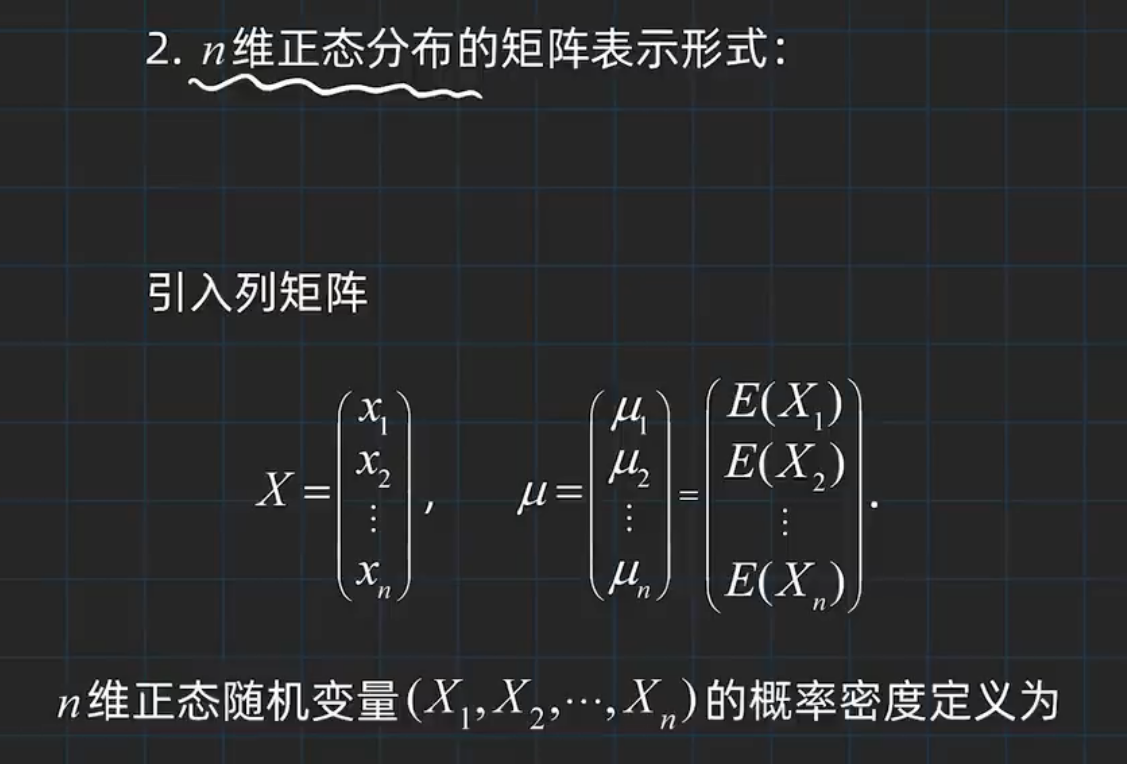 2. n维正态分布的矩阵表示形式：
引入列矩阵
X = \begin{pmatrix} x_1 \\ x_2 \\ \vdots \\ x_n \end{pmatrix}, \mu = \begin{pmatrix} \mu_1 \\ \mu_2 \\ \vdots \\ \mu_n \end{pmatrix} = \begin{pmatrix} E(X_1) \\ E(X_2) \\ \vdots \\ E(X_n) \end{pmatrix}.
n维正态随机变量(X_1, X_2, \cdots, X_n)的概率密度定义为